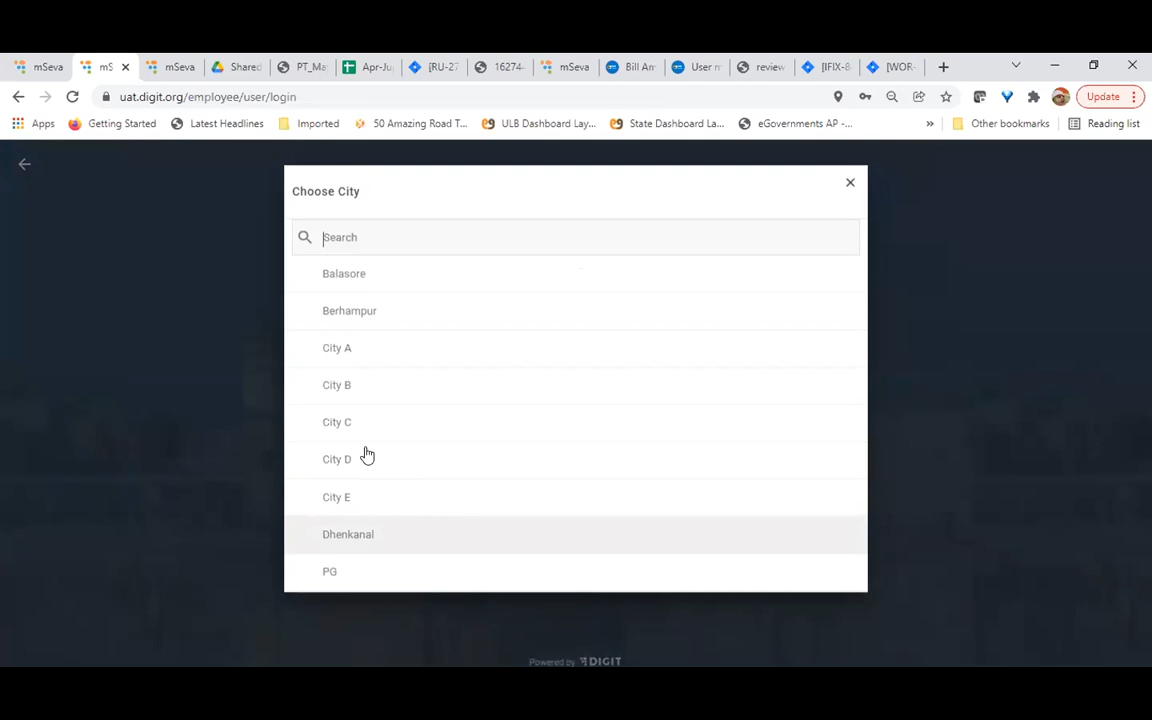 mSeva
mS
mSeva
Shared
PT_Ma
Apr-Ju
[RU-27
16274-
mSeva
Bill Am
User m
review
[IFIX-8
[WOR-
uat.digit.org/employee/user/login
Update
Apps
Getting Started
Latest Headlines
Imported
50 Amazing Road T...
ULB Dashboard Lay...
State Dashboard La...
eGovernments AP -...
»
Other bookmarks
Reading list
Choose City
Search
Balasore
Berhampur
City A
City B
City C
City D
City E
Dhenkanal
PG
Powered by DIGIT